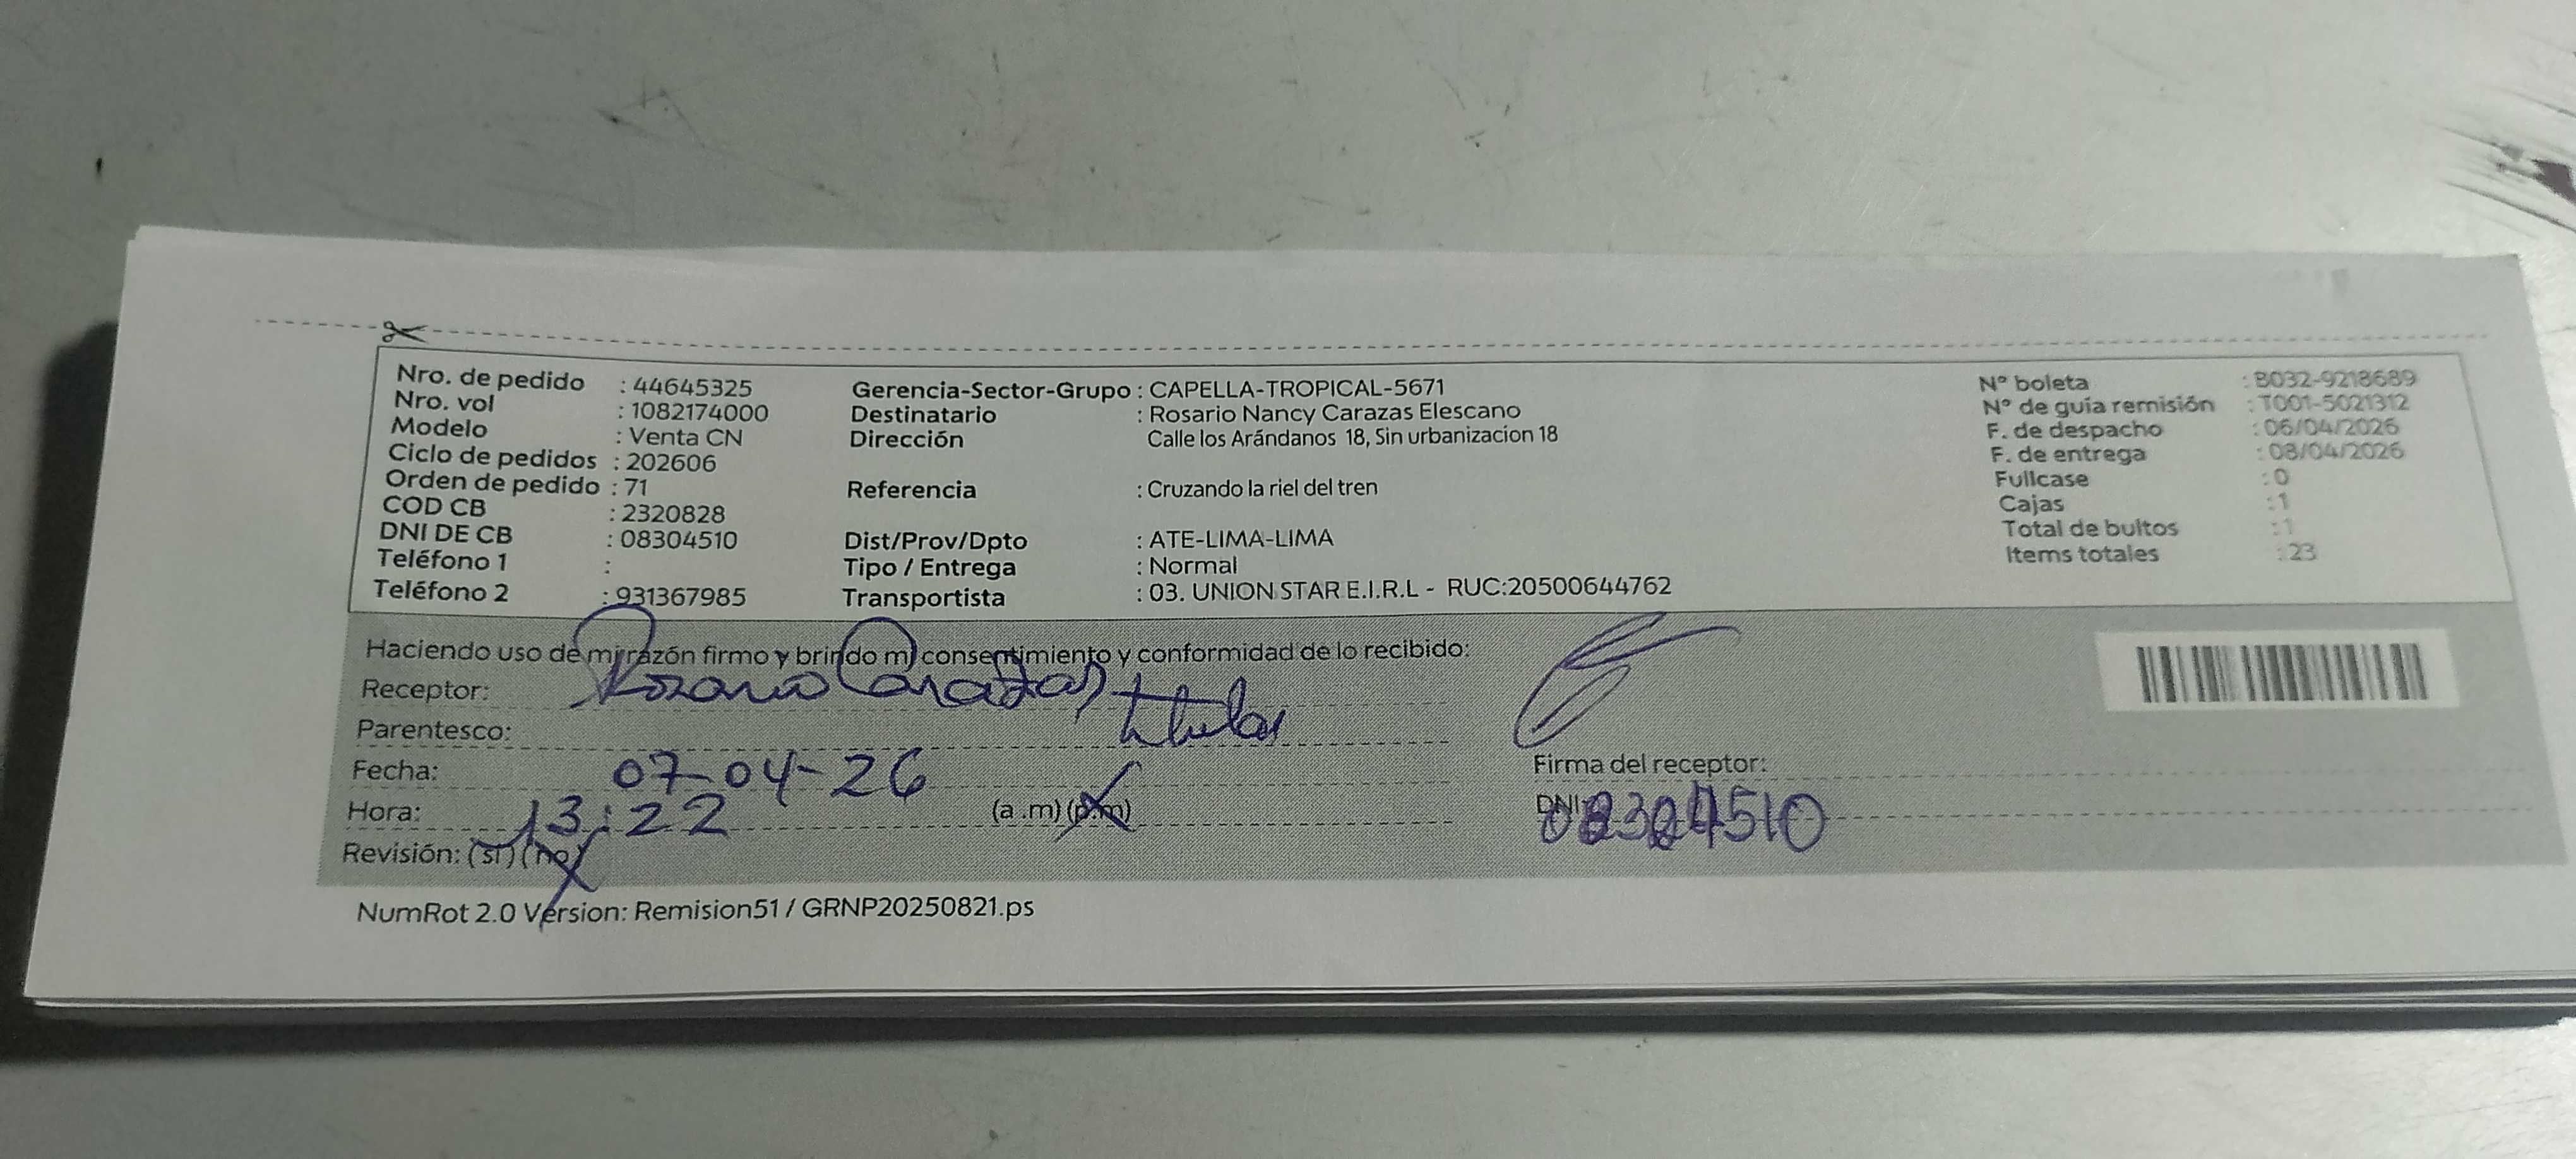 Nro. de pedido : 44645325
Nro. vol : 1082174000
Modelo : Venta CN
Ciclo de pedidos : 202606
Orden de pedido : 71
COD CB : 2320828
DNI DE CB : 08304510
Teléfono 1 :
Teléfono 2 : 931367985
Gerencia-Sector-Grupo : CAPELLA-TROPICAL-5671
Destinatario : Rosario Nancy Carazas Elescano
Dirección Calle los Arándanos 18, Sin urbanizacion 18
Referencia : Cruzando la riel del tren
Dist/Prov/Dpto : ATE-LIMA-LIMA
Tipo / Entrega : Normal
Transportista : 03. UNION STAR E.I.R.L - RUC:20500644762
N° boleta : B032-9218689
N° de guía remisión : T001-5021312
F. de despacho : 06/04/2026
F. de entrega : 08/04/2026
Fullcase : 0
Cajas : 1
Total de bultos : 1
Items totales : 23
Haciendo uso de mi razón firmo y brindo mi consentimiento y conformidad de lo recibido:
Receptor: Rosario Carazas
Parentesco: titular
Fecha: 07-04-26
Hora: 13:22 (a.m) (p.m)
Revisión: (si) (no)
Firma del receptor:
DNI: 08304510
NumRot 2.0 Version: Remision51 / GRNP20250821.ps